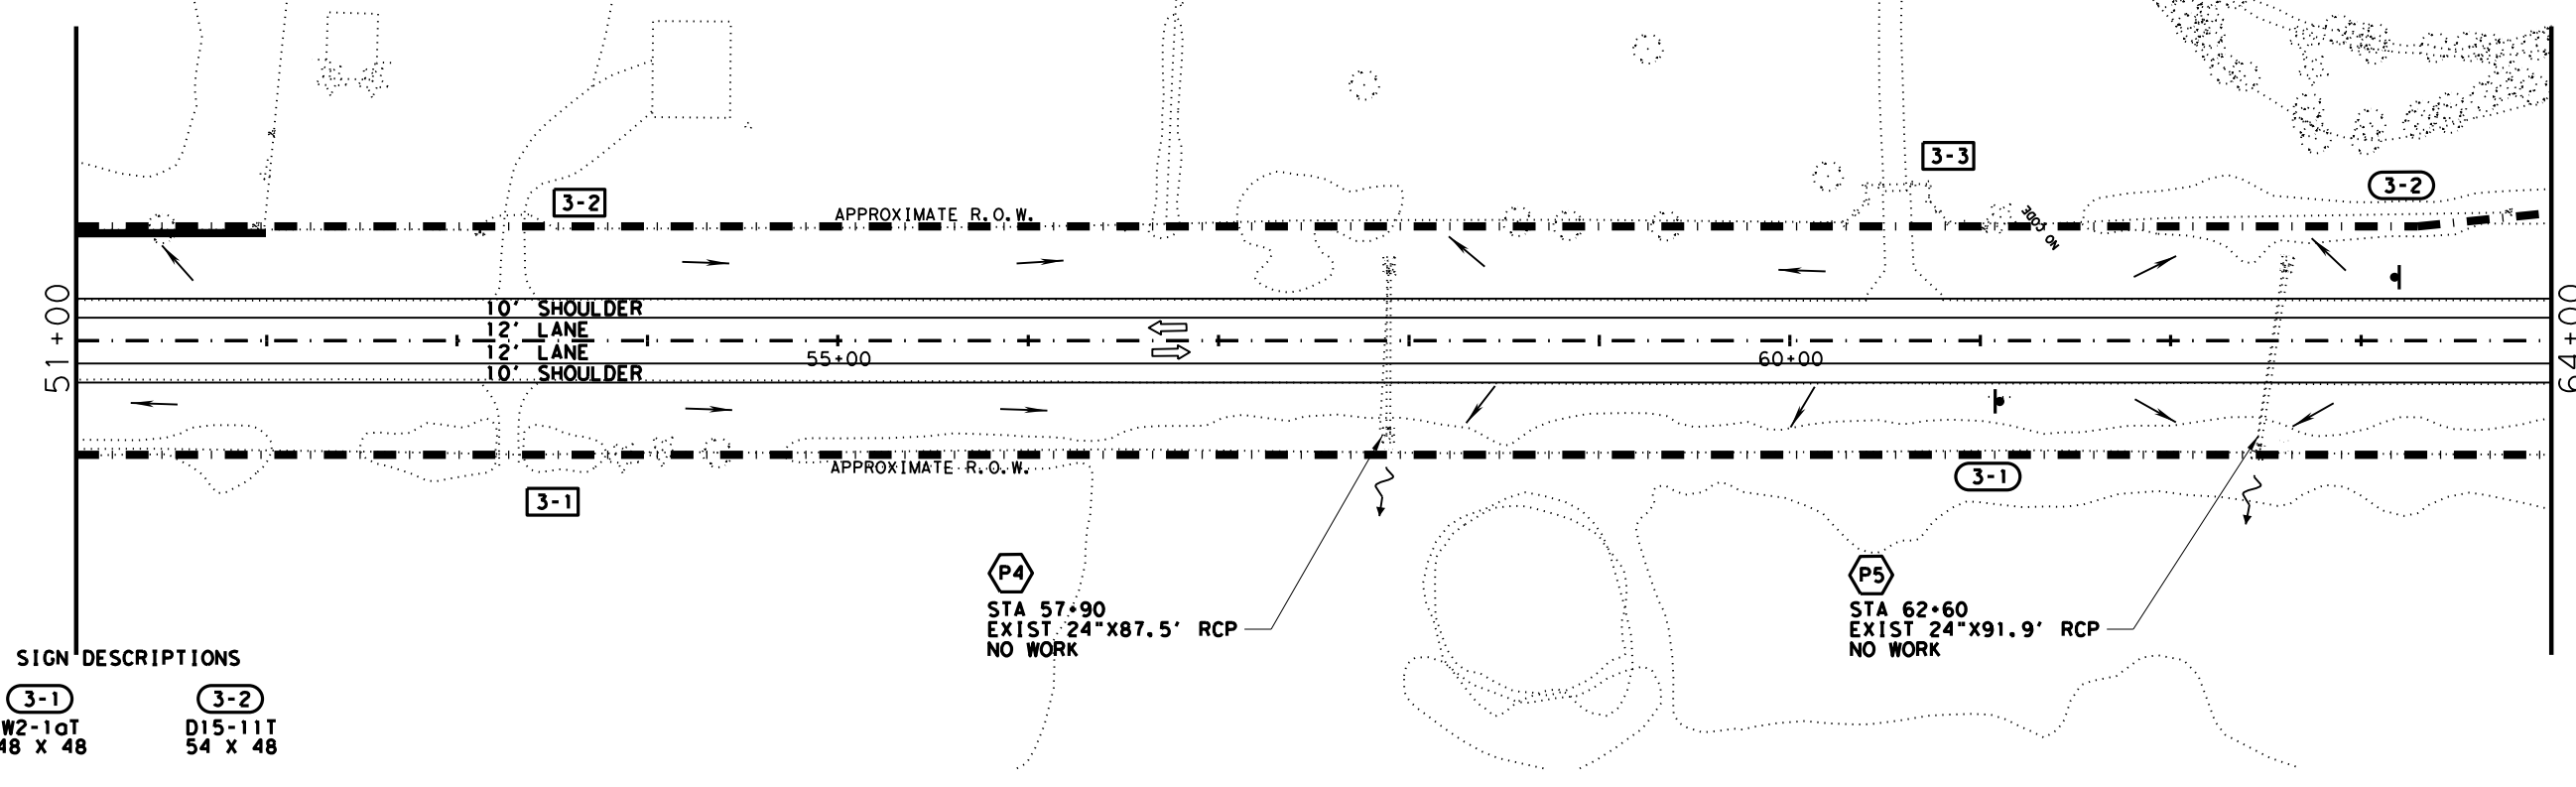 3-3
3-2
3-2
APPROXIMATE R.O.W.
NO CODE
51+00
10' SHOULDER
12' LANE
12' LANE
10' SHOULDER
55+00
60+00
64+00
APPROXIMATE R.O.W.
3-1
3-1
P4
STA 57+90
EXIST 24"X87.5' RCP
NO WORK
P5
STA 62+60
EXIST 24"X91.9' RCP
NO WORK
SIGN DESCRIPTIONS
3-1
W2-1aT
48 X 48
3-2
D15-11T
54 X 48